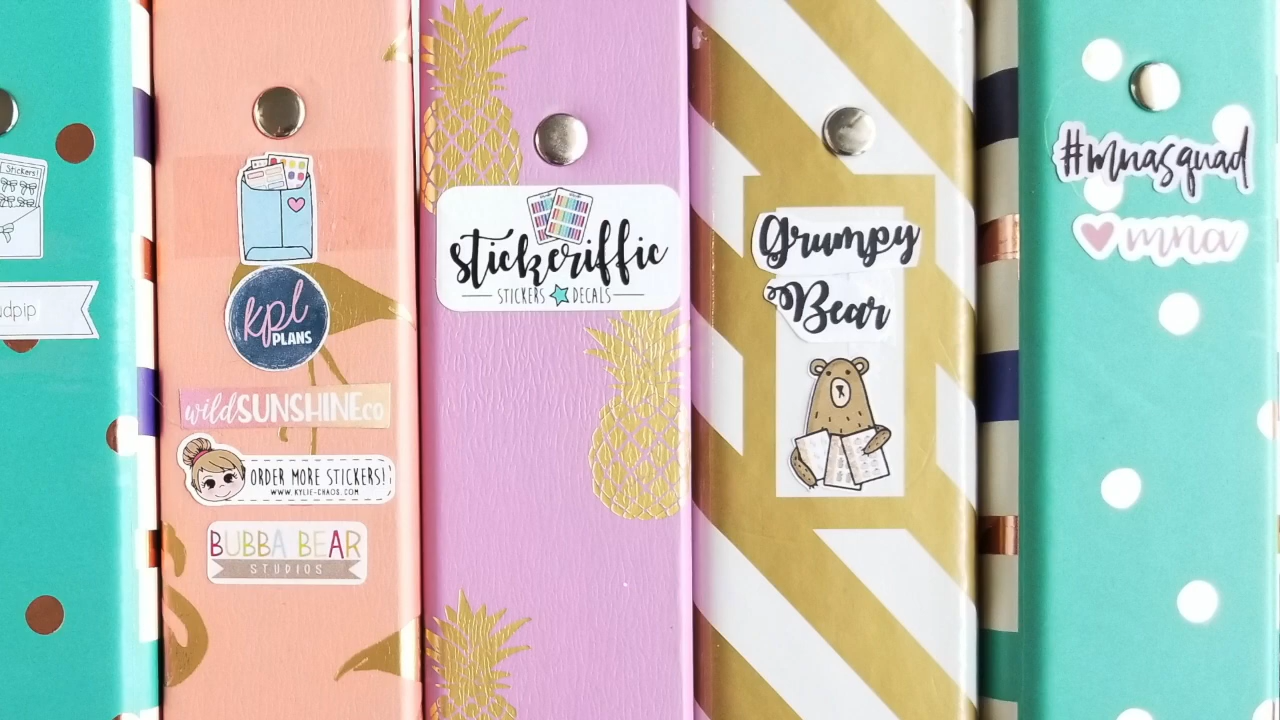 Stickers!
dpip
kpl
PLANS
wildSUNSHINEco
ORDER MORE STICKERS!
WWW.KYLIE-CHAOS.COM
BUBBA BEAR
STUDIOS
stickeriffic
STICKERS DECALS
Grumpy
Bear
#mnasquad
mna